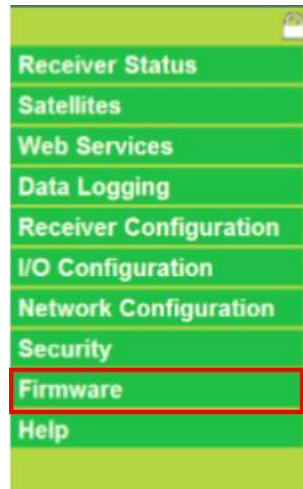 Receiver Status
Satellites
Web Services
Data Logging
Receiver Configuration
I/O Configuration
Network Configuration
Security
Firmware
Help